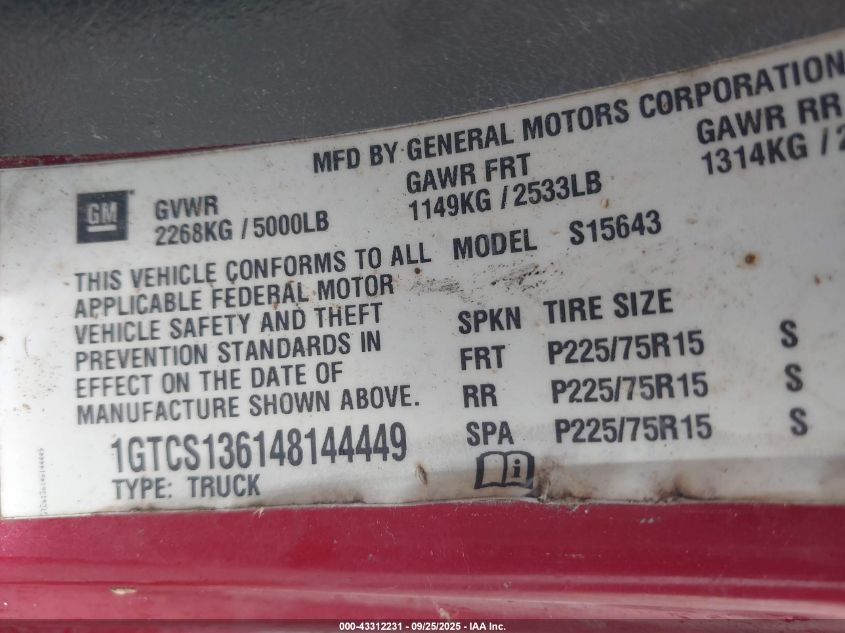 MFD BY GENERAL MOTORS CORPORATION
GM
GVWR
2268KG / 5000LB
GAWR FRT
1149KG / 2533LB
GAWR RR
1314KG / 2
THIS VEHICLE CONFORMS TO ALL
APPLICABLE FEDERAL MOTOR
VEHICLE SAFETY AND THEFT
PREVENTION STANDARDS IN
EFFECT ON THE DATE OF
MANUFACTURE SHOWN ABOVE.
1GTCS136148144449
TYPE: TRUCK
MODEL S15643
SPKN TIRE SIZE
FRT P225/75R15 S
RR P225/75R15 S
SPA P225/75R15 S
i
000-43312231 - 09/25/2025 - IAA Inc.